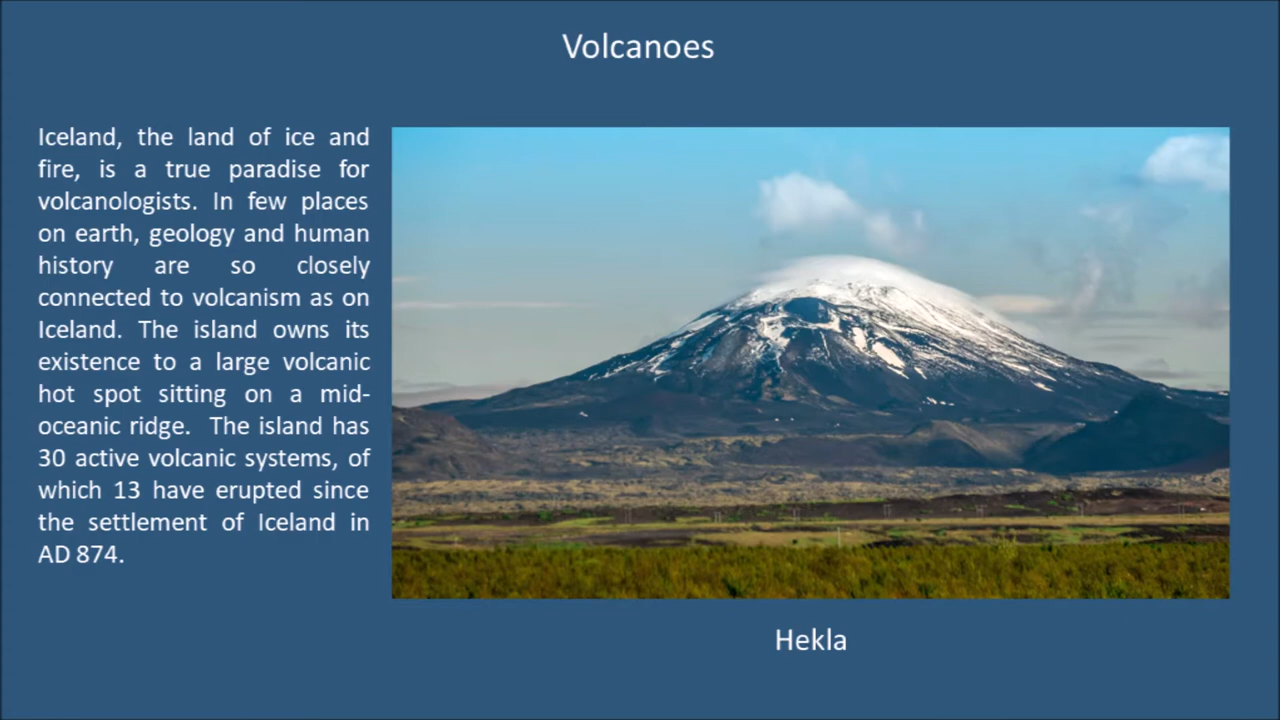 Volcanoes
Iceland, the land of ice and
fire, is a true paradise for
volcanologists. In few places
on earth, geology and human
history are so closely
connected to volcanism as on
Iceland. The island owns its
existence to a large volcanic
hot spot sitting on a mid-
oceanic ridge. The island has
30 active volcanic systems, of
which 13 have erupted since
the settlement of Iceland in
AD 874.
Hekla